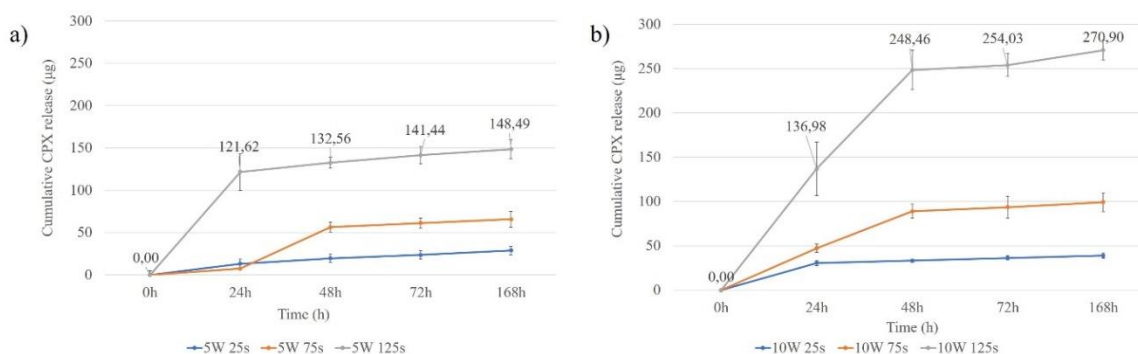 a)
Cumulative CPX release (µg)
300
250
200
150
100
50
0
0,00
121,62
132,56
141,44
148,49
0h
24h
48h
72h
168h
Time (h)
5W 25s
5W 75s
5W 125s
b)
Cumulative CPX release (µg)
300
250
200
150
100
50
0
0,00
136,98
248,46
254,03
270,90
0h
24h
48h
72h
168h
Time (h)
10W 25s
10W 75s
10W 125s